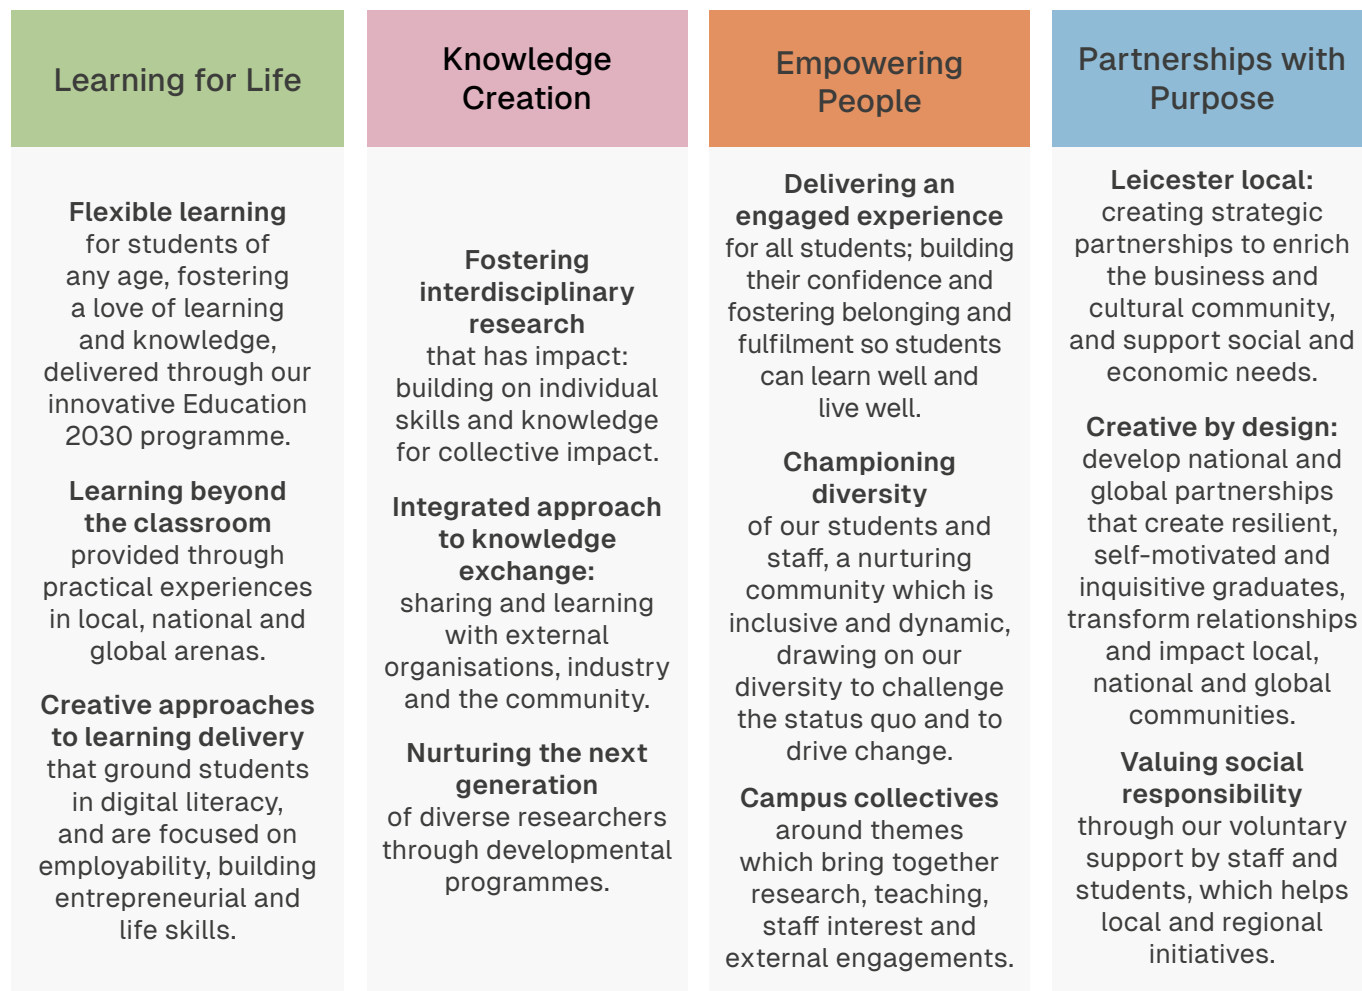 Learning for Life
Flexible learning
for students of
any age, fostering
a love of learning
and knowledge,
delivered through our
innovative Education
2030 programme.
Learning beyond
the classroom
provided through
practical experiences
in local, national and
global arenas.
Creative approaches
to learning delivery
that ground students
in digital literacy,
and are focused on
employability, building
entrepreneurial and
life skills.
Knowledge
Creation
Fostering
interdisciplinary
research
that has impact:
building on individual
skills and knowledge
for collective impact.
Integrated approach
to knowledge
exchange:
sharing and learning
with external
organisations, industry
and the community.
Nurturing the next
generation
of diverse researchers
through developmental
programmes.
Empowering
People
Delivering an
engaged experience
for all students; building
their confidence and
fostering belonging and
fulfilment so students
can learn well and
live well.
Championing
diversity
of our students and
staff, a nurturing
community which is
inclusive and dynamic,
drawing on our
diversity to challenge
the status quo and to
drive change.
Campus collectives
around themes
which bring together
research, teaching,
staff interest and
external engagements.
Partnerships with
Purpose
Leicester local:
creating strategic
partnerships to enrich
the business and
cultural community,
and support social and
economic needs.
Creative by design:
develop national and
global partnerships
that create resilient,
self-motivated and
inquisitive graduates,
transform relationships
and impact local,
national and global
communities.
Valuing social
responsibility
through our voluntary
support by staff and
students, which helps
local and regional
initiatives.